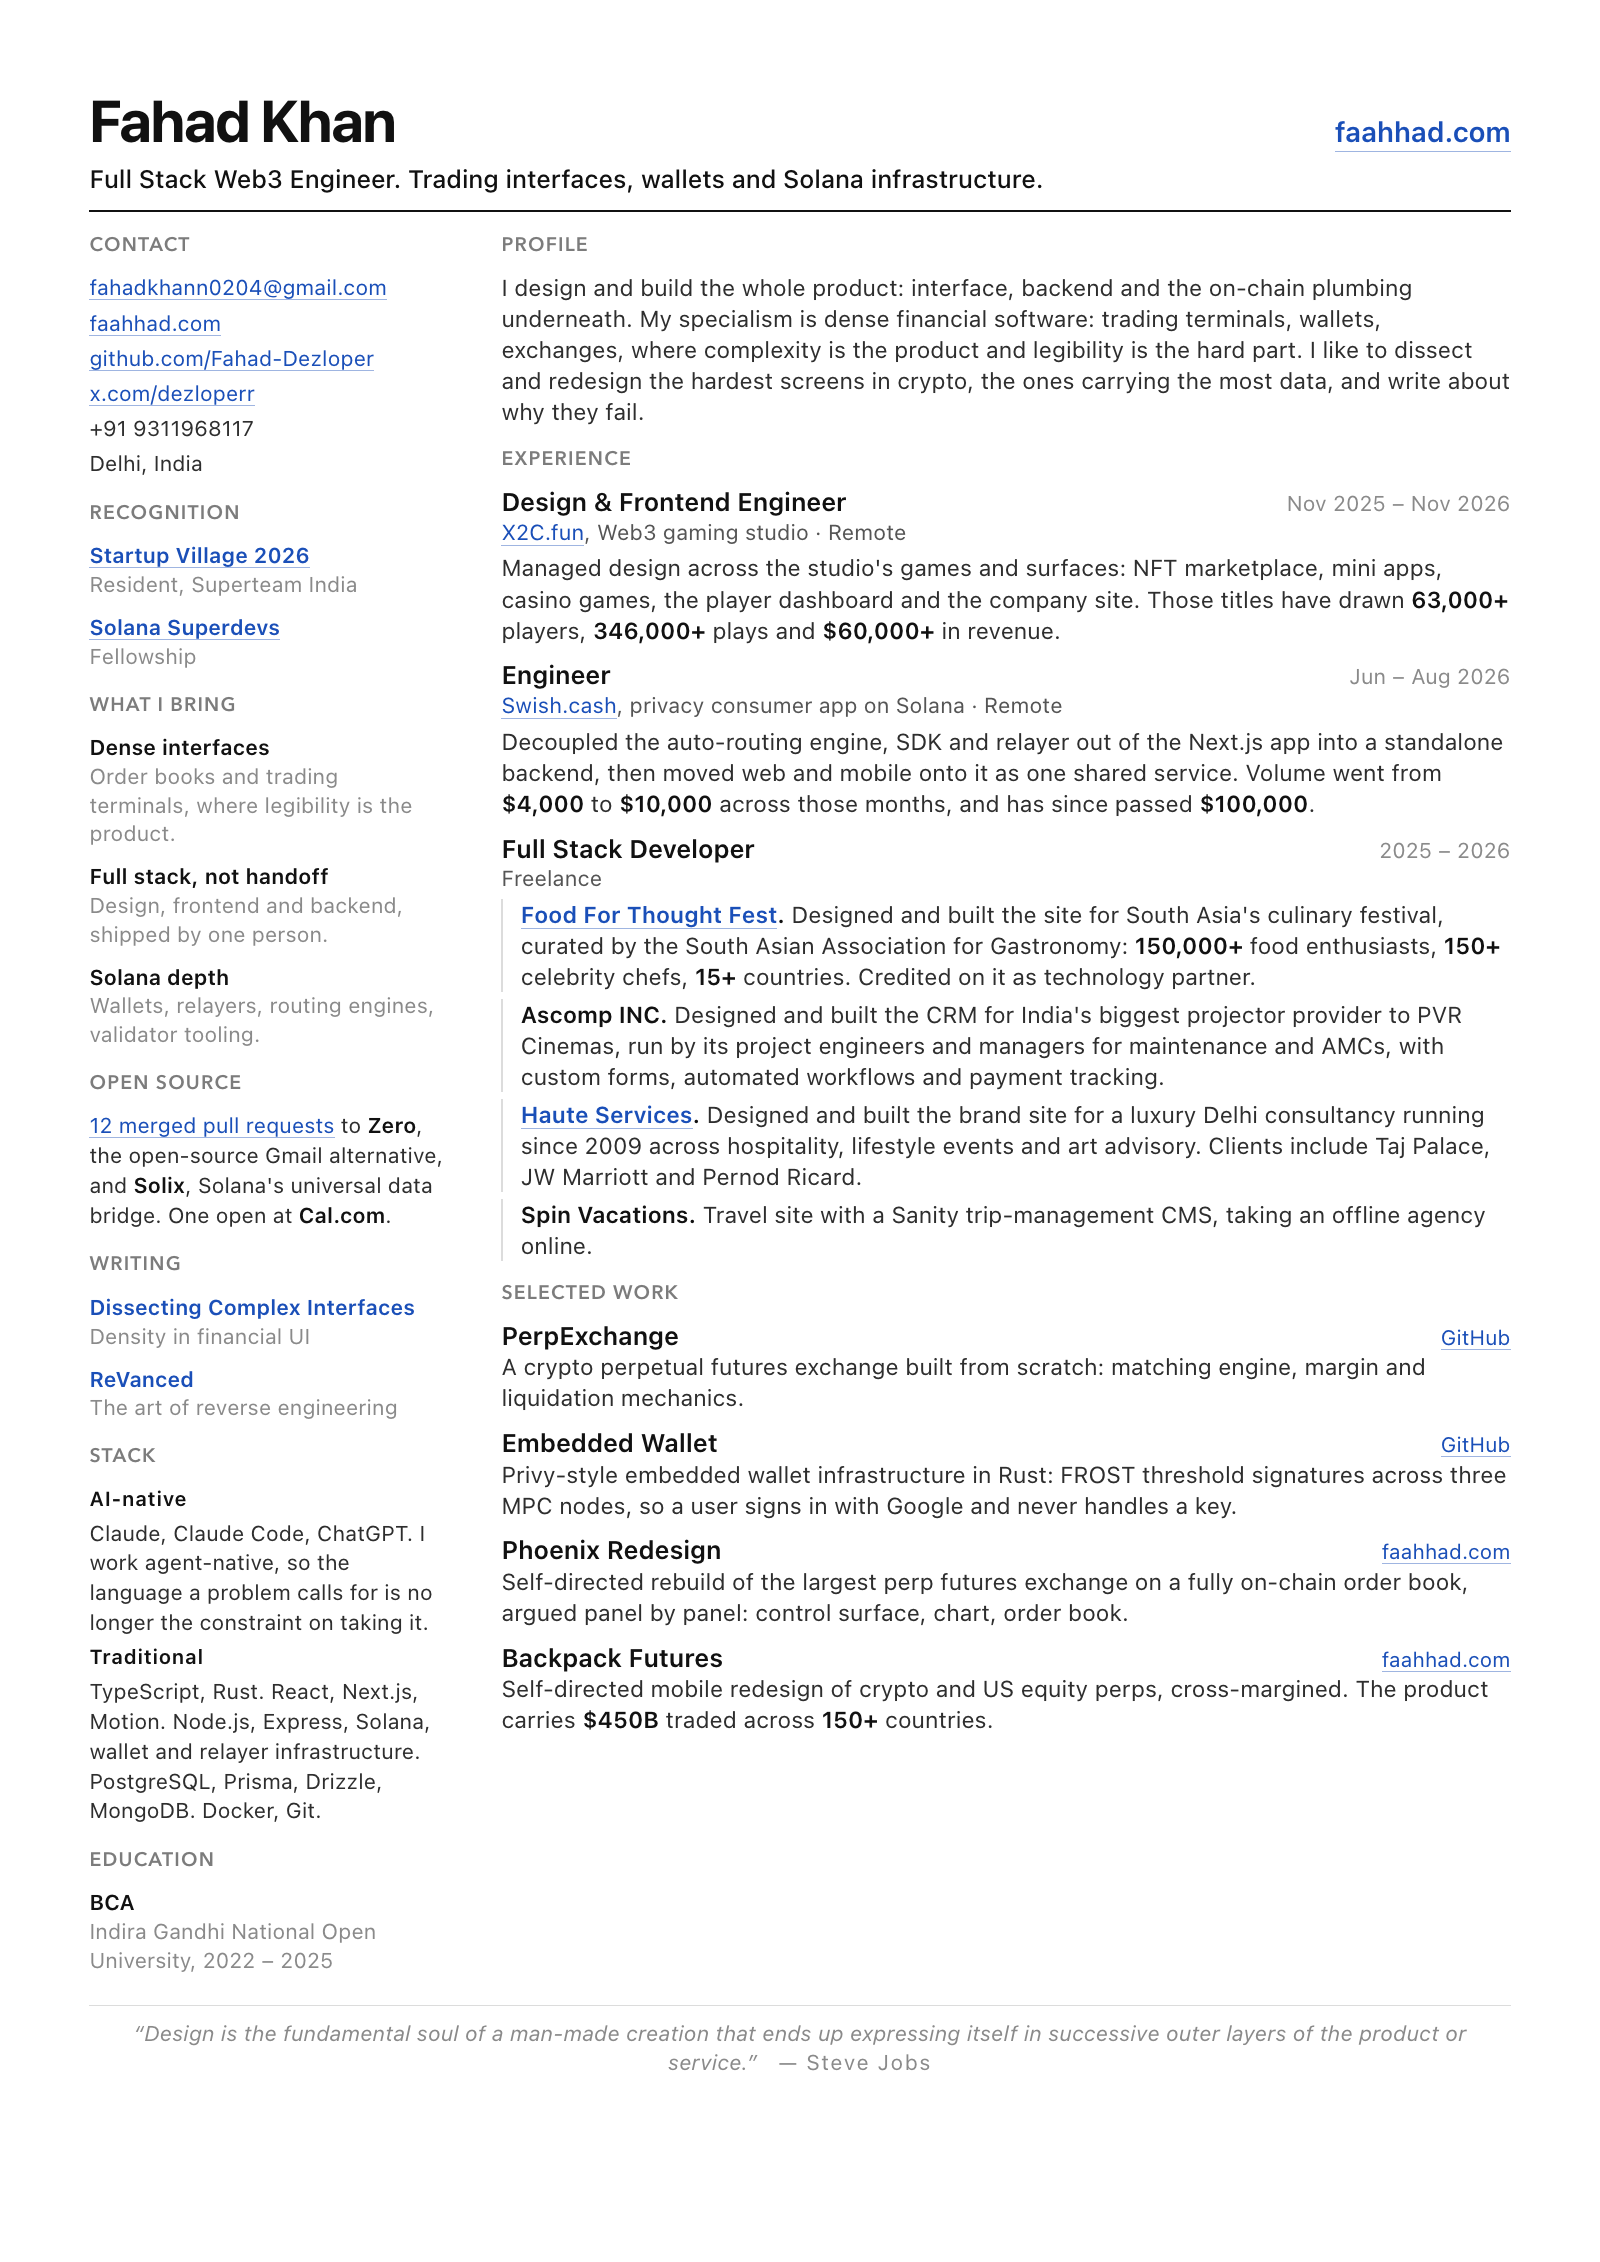 Fahad Khan
faahhad.com
Full Stack Web3 Engineer. Trading interfaces, wallets and Solana infrastructure.
CONTACT
fahadkhann0204@gmail.com
faahhad.com
github.com/Fahad-Dezloper
x.com/dezloperr
+91 9311968117
Delhi, India
RECOGNITION
Startup Village 2026
Resident, Superteam India
Solana Superdevs
Fellowship
WHAT I BRING
Dense interfaces
Order books and trading
terminals, where legibility is the
product.
Full stack, not handoff
Design, frontend and backend,
shipped by one person.
Solana depth
Wallets, relayers, routing engines,
validator tooling.
OPEN SOURCE
12 merged pull requests to Zero,
the open-source Gmail alternative,
and Solix, Solana's universal data
bridge. One open at Cal.com.
WRITING
Dissecting Complex Interfaces
Density in financial UI
ReVanced
The art of reverse engineering
STACK
AI-native
Claude, Claude Code, ChatGPT. I
work agent-native, so the
language a problem calls for is no
longer the constraint on taking it.
Traditional
TypeScript, Rust. React, Next.js,
Motion. Node.js, Express, Solana,
wallet and relayer infrastructure.
PostgreSQL, Prisma, Drizzle,
MongoDB. Docker, Git.
EDUCATION
BCA
Indira Gandhi National Open
University, 2022 – 2025
PROFILE
I design and build the whole product: interface, backend and the on-chain plumbing
underneath. My specialism is dense financial software: trading terminals, wallets,
exchanges, where complexity is the product and legibility is the hard part. I like to dissect
and redesign the hardest screens in crypto, the ones carrying the most data, and write about
why they fail.
EXPERIENCE
Design & Frontend Engineer
Nov 2025 – Nov 2026
X2C.fun, Web3 gaming studio · Remote
Managed design across the studio's games and surfaces: NFT marketplace, mini apps,
casino games, the player dashboard and the company site. Those titles have drawn 63,000+
players, 346,000+ plays and $60,000+ in revenue.
Engineer
Jun – Aug 2026
Swish.cash, privacy consumer app on Solana · Remote
Decoupled the auto-routing engine, SDK and relayer out of the Next.js app into a standalone
backend, then moved web and mobile onto it as one shared service. Volume went from
$4,000 to $10,000 across those months, and has since passed $100,000.
Full Stack Developer
2025 – 2026
Freelance
Food For Thought Fest. Designed and built the site for South Asia's culinary festival,
curated by the South Asian Association for Gastronomy: 150,000+ food enthusiasts, 150+
celebrity chefs, 15+ countries. Credited on it as technology partner.
Ascomp INC. Designed and built the CRM for India's biggest projector provider to PVR
Cinemas, run by its project engineers and managers for maintenance and AMCs, with
custom forms, automated workflows and payment tracking.
Haute Services. Designed and built the brand site for a luxury Delhi consultancy running
since 2009 across hospitality, lifestyle events and art advisory. Clients include Taj Palace,
JW Marriott and Pernod Ricard.
Spin Vacations. Travel site with a Sanity trip-management CMS, taking an offline agency
online.
SELECTED WORK
PerpExchange
GitHub
A crypto perpetual futures exchange built from scratch: matching engine, margin and
liquidation mechanics.
Embedded Wallet
GitHub
Privy-style embedded wallet infrastructure in Rust: FROST threshold signatures across three
MPC nodes, so a user signs in with Google and never handles a key.
Phoenix Redesign
faahhad.com
Self-directed rebuild of the largest perp futures exchange on a fully on-chain order book,
argued panel by panel: control surface, chart, order book.
Backpack Futures
faahhad.com
Self-directed mobile redesign of crypto and US equity perps, cross-margined. The product
carries $450B traded across 150+ countries.
“Design is the fundamental soul of a man-made creation that ends up expressing itself in successive outer layers of the product or
service.” — Steve Jobs